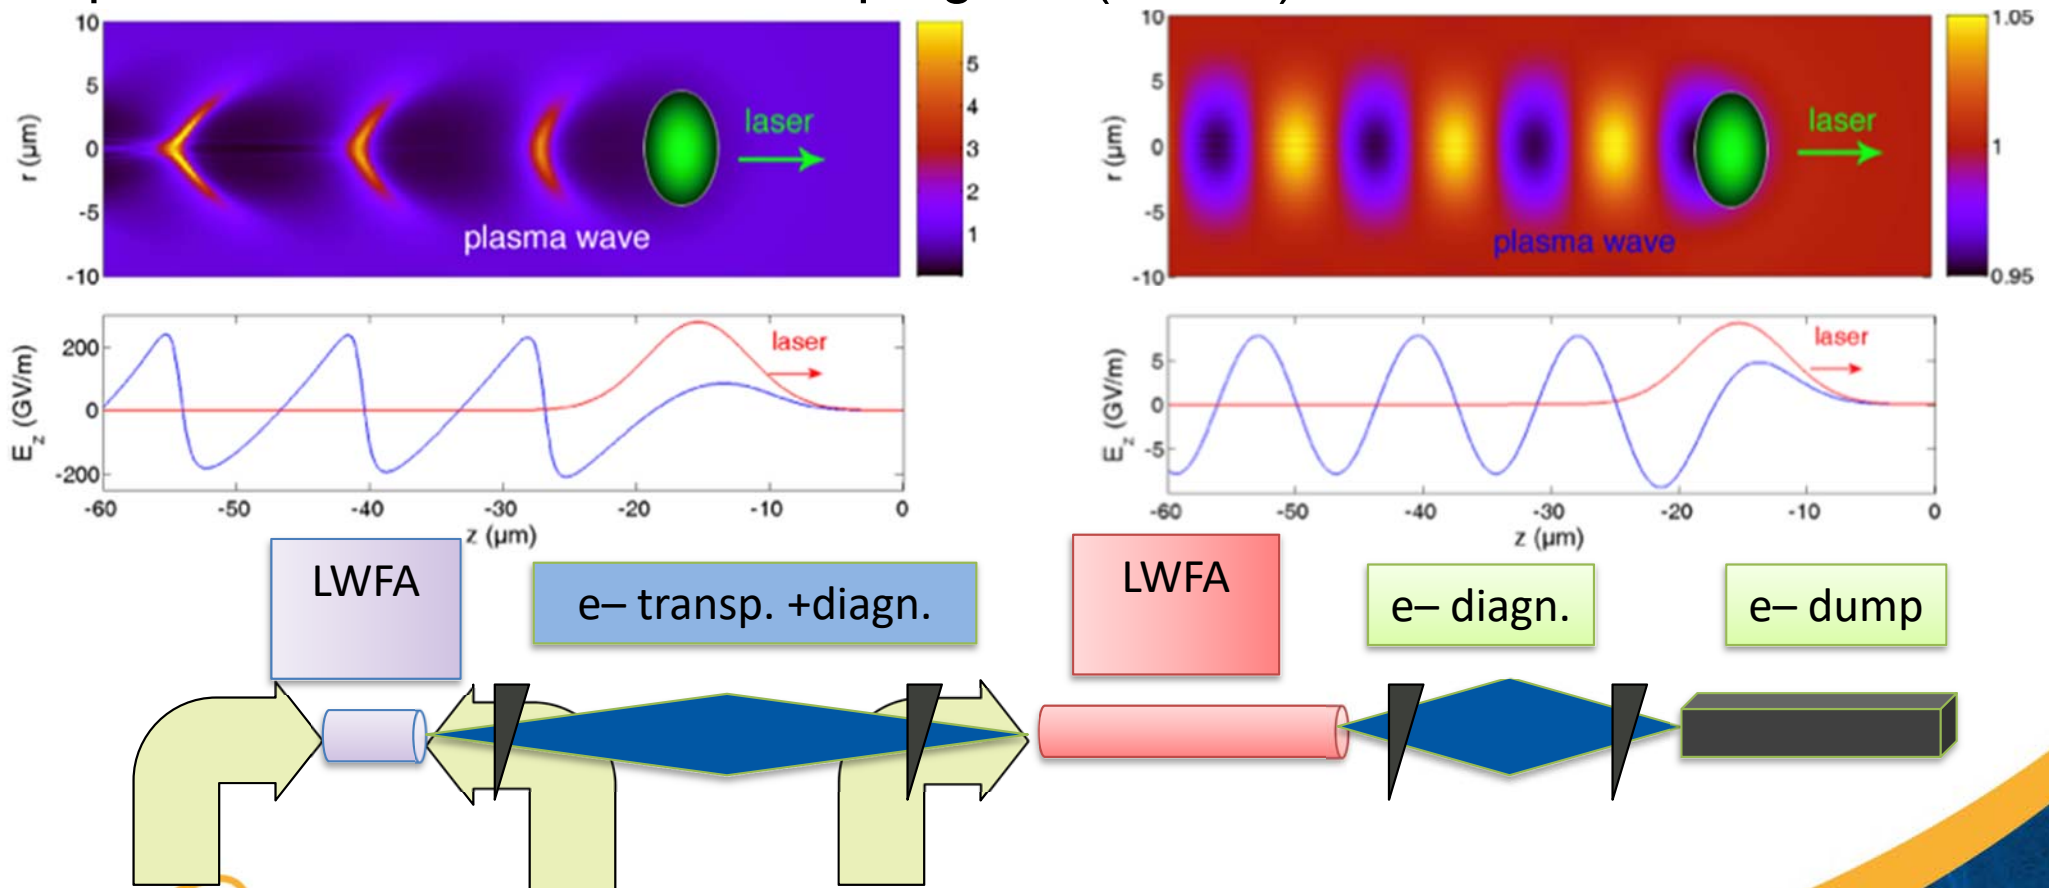 10
5
0
-5
-10
r (μm)
laser
plasma wave
5
4
3
2
1
200
0
-200
E_z (GV/m)
laser
-60 -50 -40 -30 -20 -10 0
z (μm)
10
5
0
-5
-10
r (μm)
laser
plasma wave
1.05
1
0.95
5
0
-5
E_z (GV/m)
laser
-60 -50 -40 -30 -20 -10 0
z (μm)
LWFA
e– transp. +diagn.
LWFA
e– diagn.
e– dump